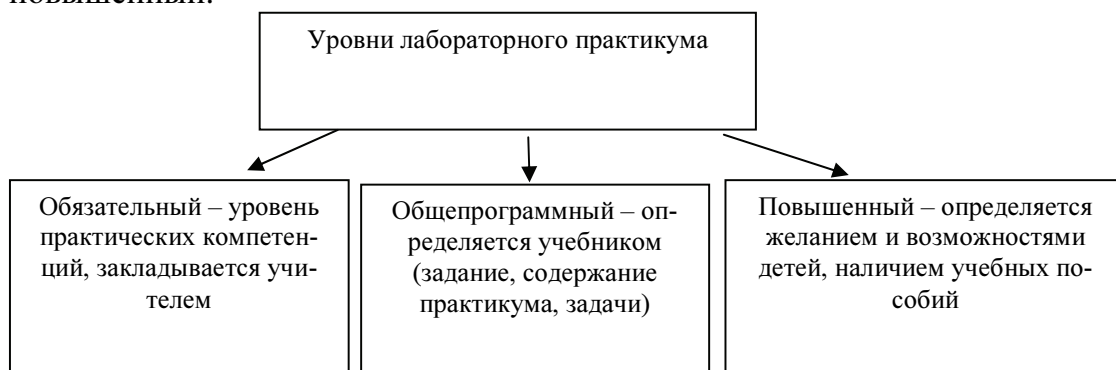 повышенный.
Уровни лабораторного практикума
Обязательный – уровень
практических компетен-
ций, закладывается учи-
телем
Общепрограммный – оп-
ределяется учебником
(задание, содержание
практикума, задачи)
Повышенный – определяется
желанием и возможностями
детей, наличием учебных по-
собий